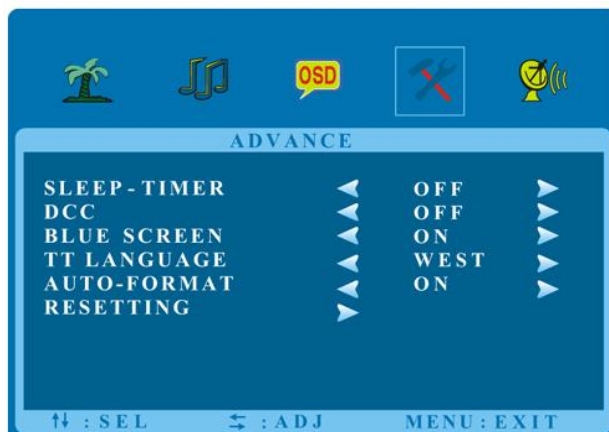 OSD
ADVANCE
SLEEP-TIMER OFF
DCC OFF
BLUE SCREEN ON
TT LANGUAGE WEST
AUTO-FORMAT ON
RESETTING
↑↓ : SEL ⇆ : ADJ MENU : EXIT